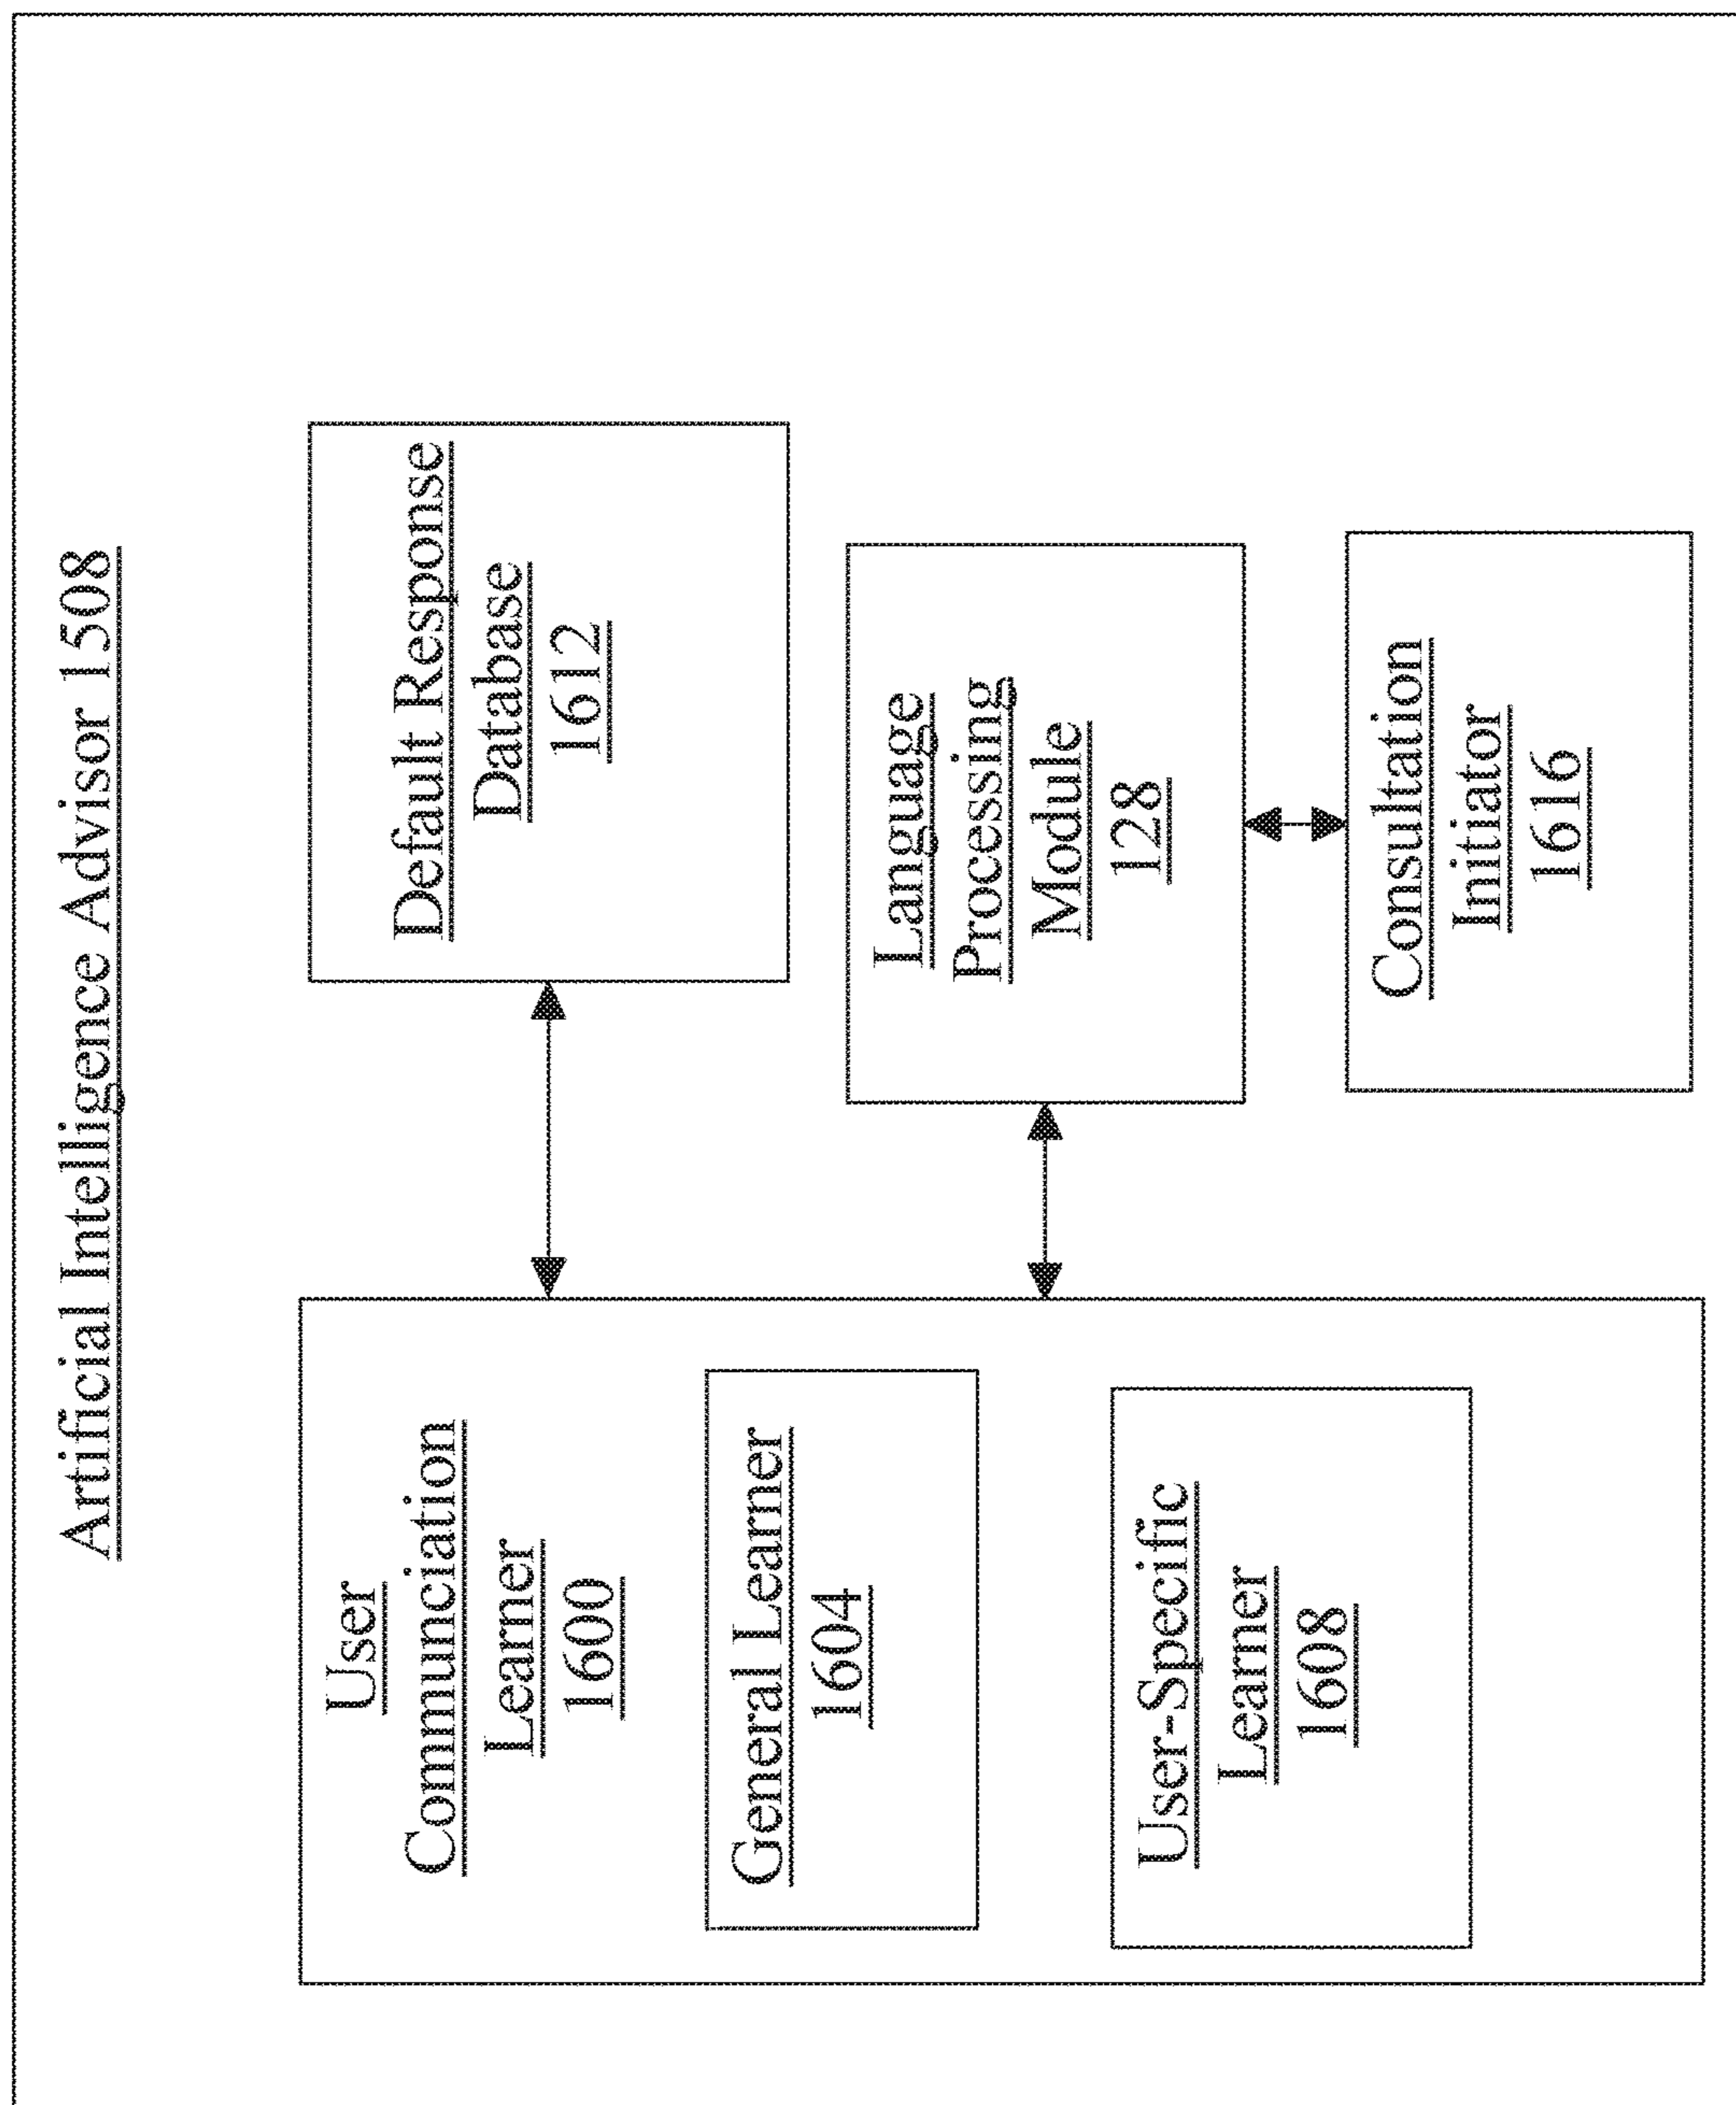 Artificial Intelligence Advisor 1508
User
Communciation
Learner
1600
General Learner
1604
User-Specific
Learner
1608
Default Response
Database
1612
Language
Processing
Module
128
Consultation
Initiator
1616